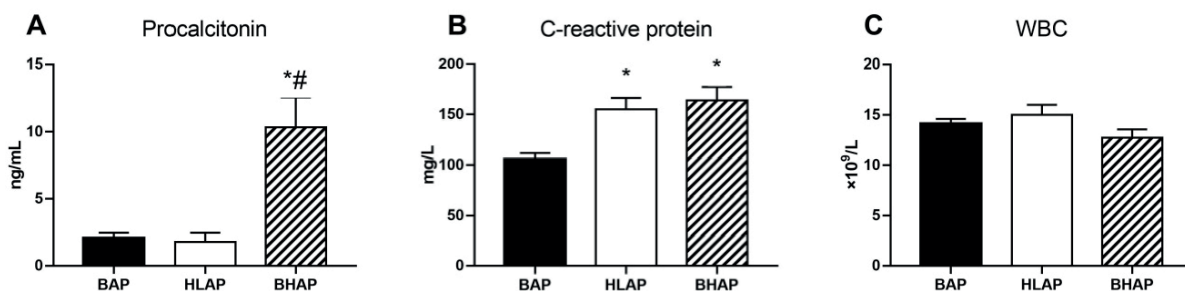 A
Procalcitonin
ng/mL
15
10
5
0
*#
BAP
HLAP
BHAP
B
C-reactive protein
mg/L
200
150
100
50
0
*
*
BAP
HLAP
BHAP
C
WBC
×10⁹/L
20
15
10
5
0
BAP
HLAP
BHAP